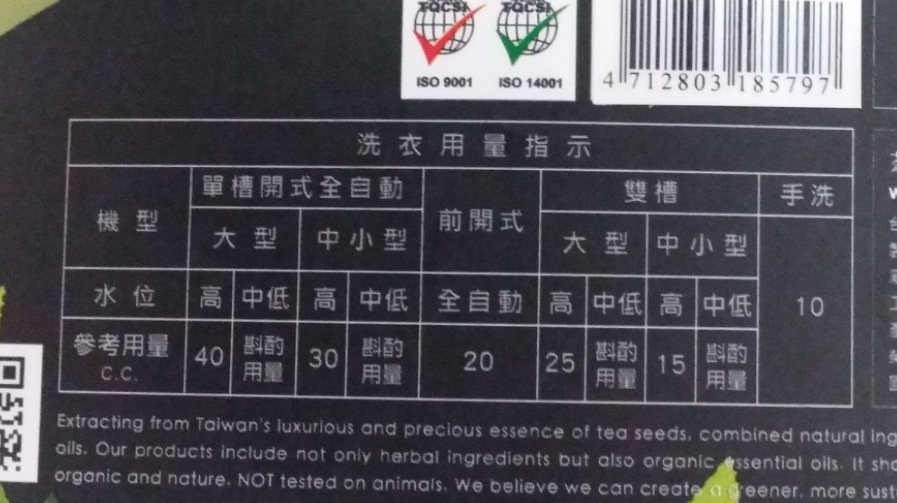 TQCSI TQCSI
ISO 9001 ISO 14001
4 712803 185797
洗衣用量指示
機型 單槽開式全自動 前開式 雙槽 手洗
大型 中小型 大型 中小型
水位 高 中低 高 中低 全自動 高 中低 高 中低 10
參考用量 C.C. 40 斟酌用量 30 斟酌用量 20 25 斟酌用量 15 斟酌用量
Extracting from Taiwan's luxurious and precious essence of tea seeds, combined natural
oils. Our products include not only herbal ingredients but also organic essential oils. It
organic and nature. NOT tested on animals. We believe we can create a greener, more